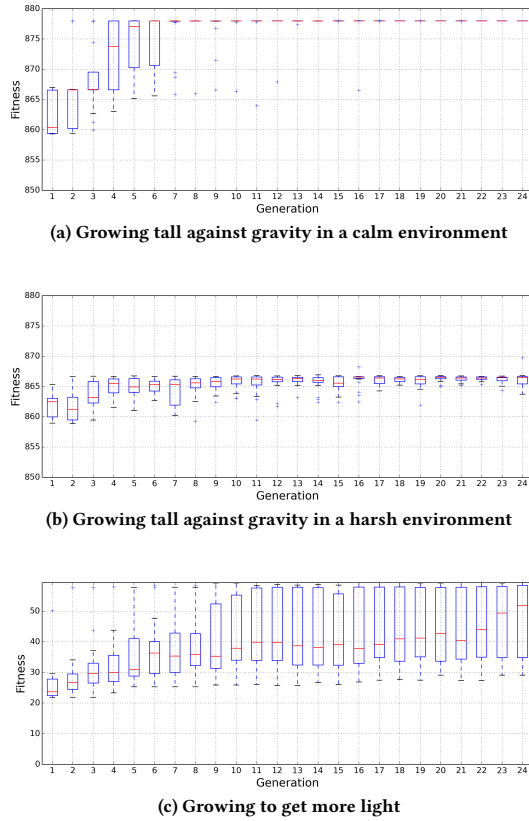 880
875
870
865
860
855
850
Fitness
1 2 3 4 5 6 7 8 9 10 11 12 13 14 15 16 17 18 19 20 21 22 23 24
Generation
(a) Growing tall against gravity in a calm environment
880
875
870
865
860
855
850
Fitness
1 2 3 4 5 6 7 8 9 10 11 12 13 14 15 16 17 18 19 20 21 22 23 24
Generation
(b) Growing tall against gravity in a harsh environment
50
40
30
20
10
0
Fitness
1 2 3 4 5 6 7 8 9 10 11 12 13 14 15 16 17 18 19 20 21 22 23 24
Generation
(c) Growing to get more light